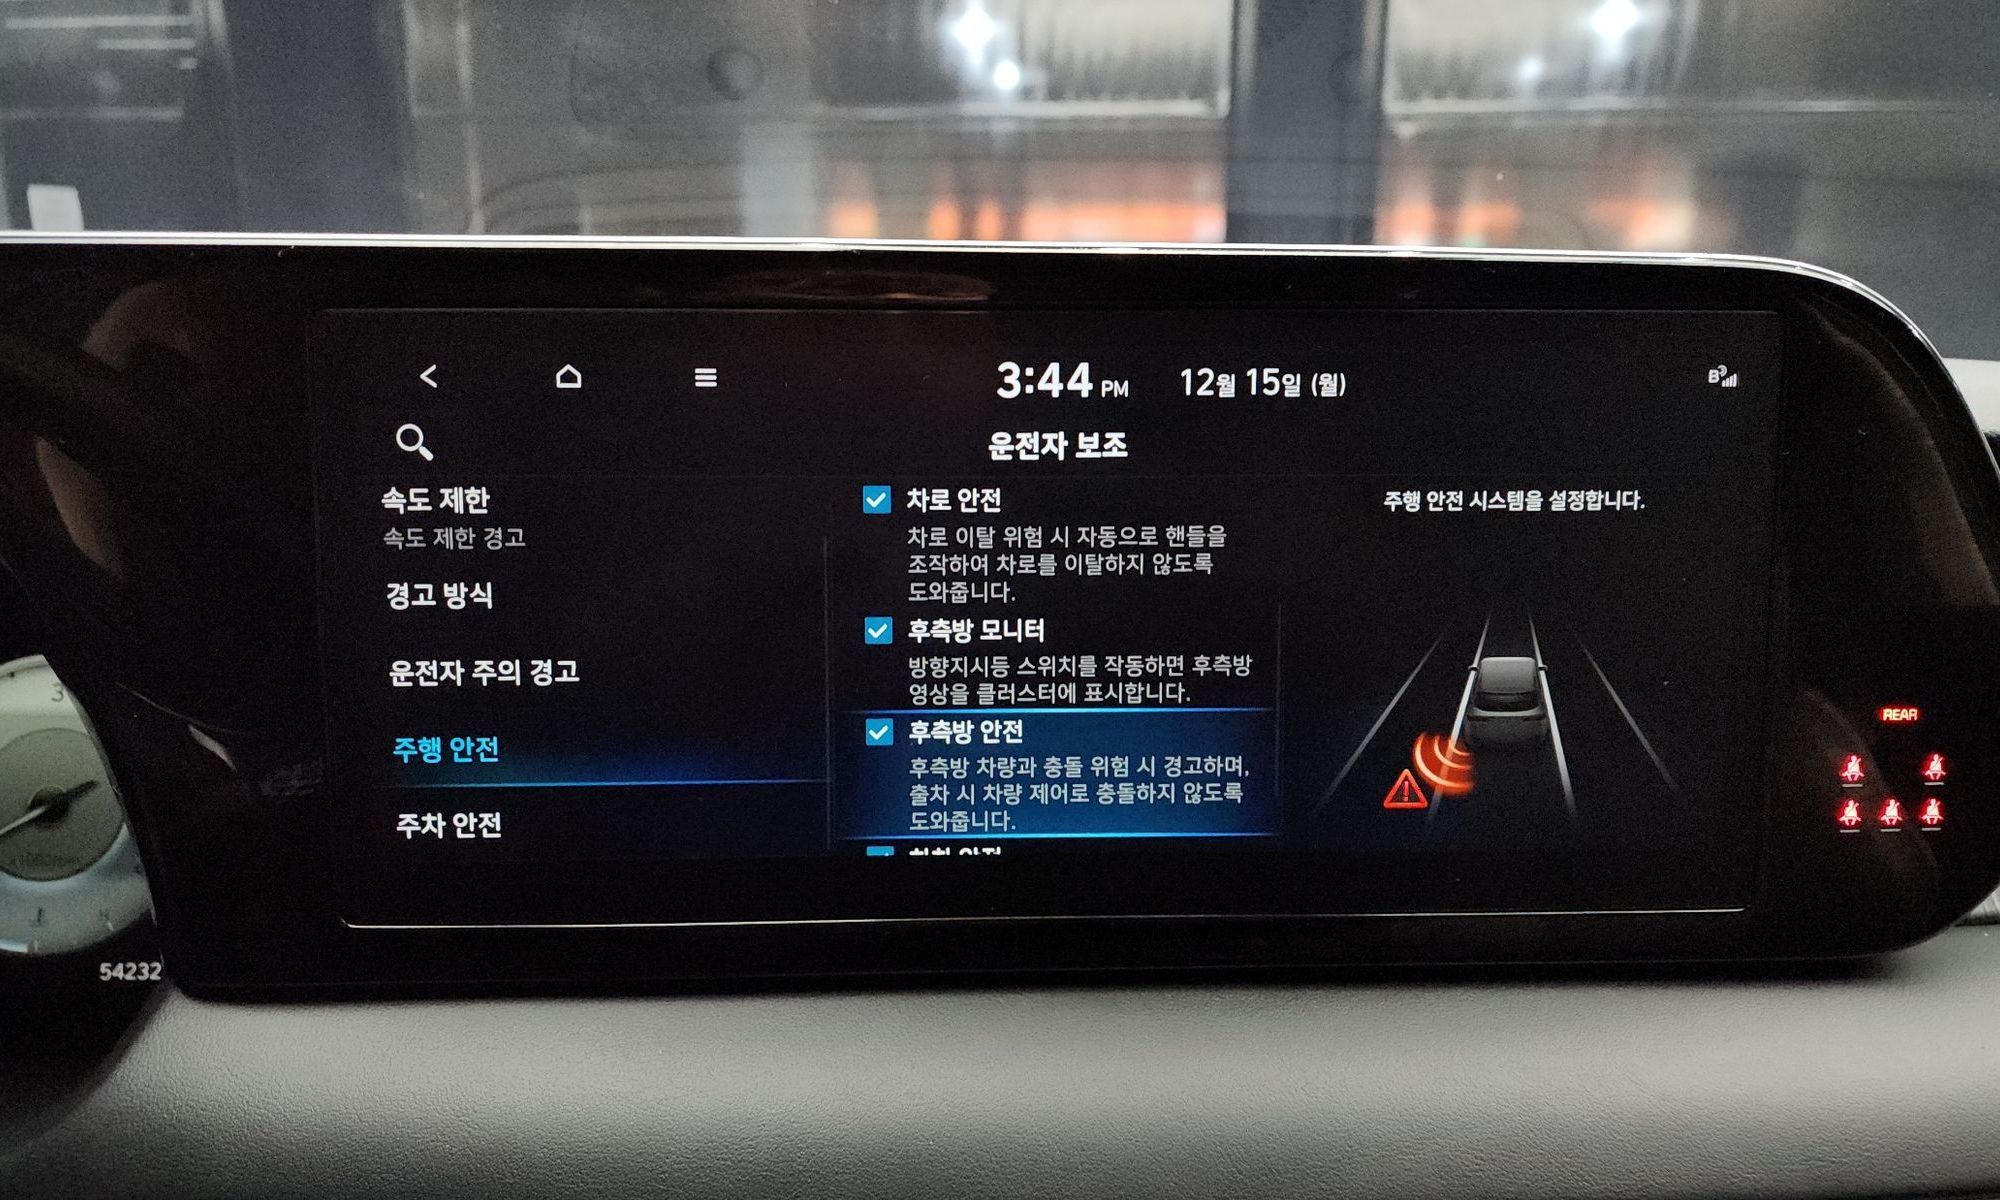 3:44 PM 12월 15일 (월)
운전자 보조
속도 제한
속도 제한 경고
경고 방식
운전자 주의 경고
주행 안전
주차 안전
차로 안전
차로 이탈 위험 시 자동으로 핸들을
조작하여 차로를 이탈하지 않도록
도와줍니다.
후측방 모니터
방향지시등 스위치를 작동하면 후측방
영상을 클러스터에 표시합니다.
후측방 안전
후측방 차량과 충돌 위험 시 경고하며,
출차 시 차량 제어로 충돌하지 않도록
도와줍니다.
주행 안전 시스템을 설정합니다.
REAR
3
54232